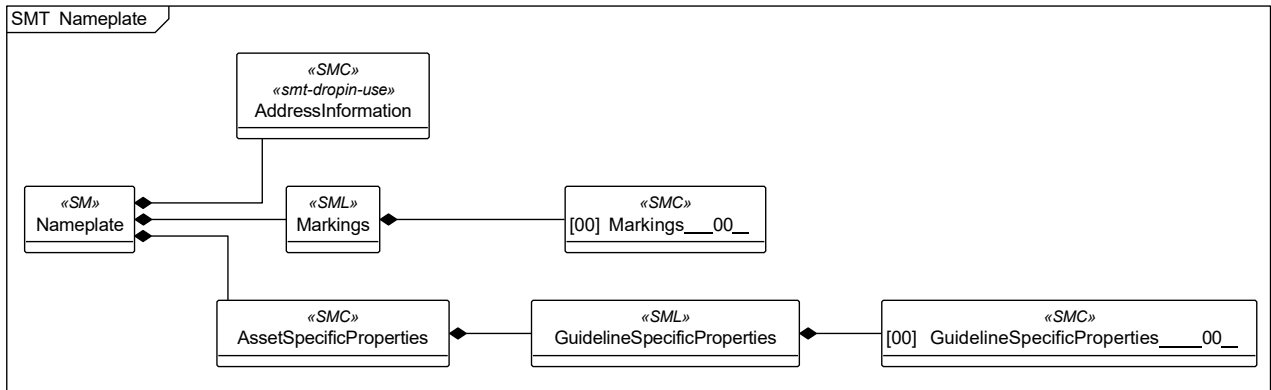 SMT Nameplate
«SMC»
«smt-dropin-use»
AddressInformation
«SM»
Nameplate
«SML»
Markings
«SMC»
[00] Markings___00__
«SMC»
AssetSpecificProperties
«SML»
GuidelineSpecificProperties
«SMC»
[00] GuidelineSpecificProperties_____00__